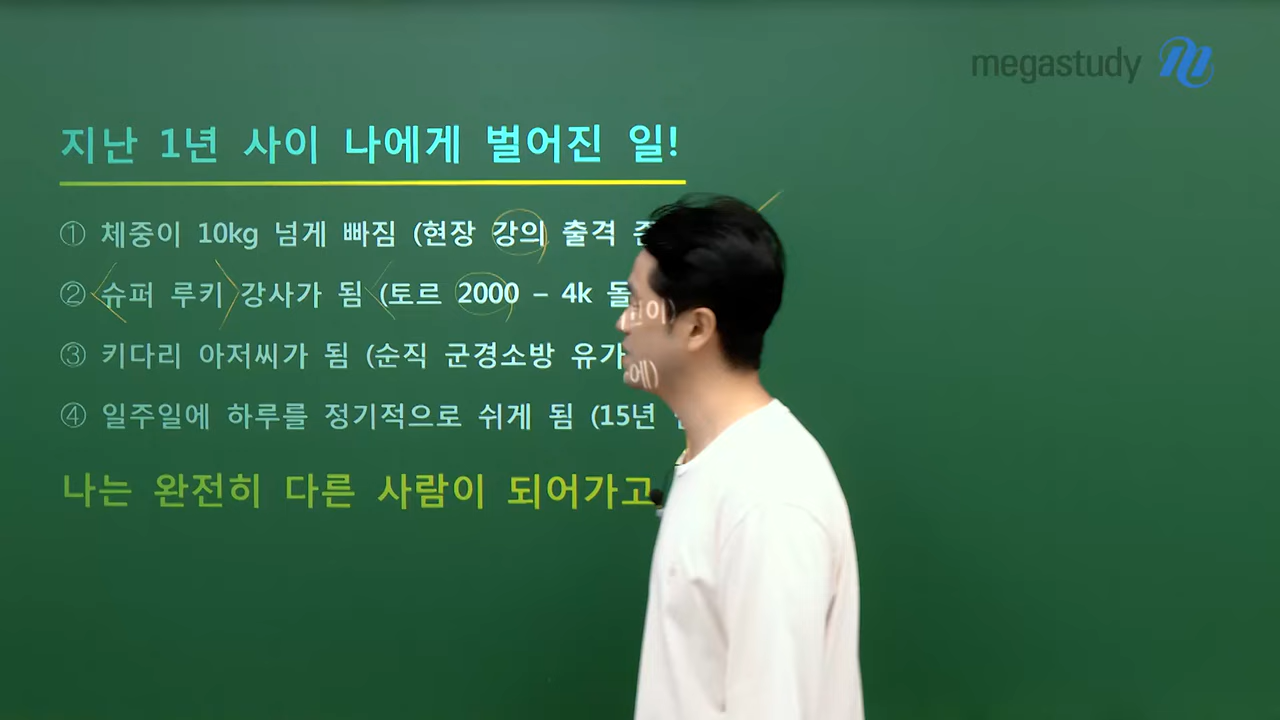 megastudy
지난 1년 사이 나에게 벌어진 일!
① 체중이 10kg 넘게 빠짐 (현장 강의 출격
② 슈퍼 루키 강사가 됨 (토르 2000 – 4k 돌
③ 키다리 아저씨가 됨 (순직 군경소방 유가
④ 일주일에 하루를 정기적으로 쉬게 됨 (15년
나는 완전히 다른 사람이 되어가고